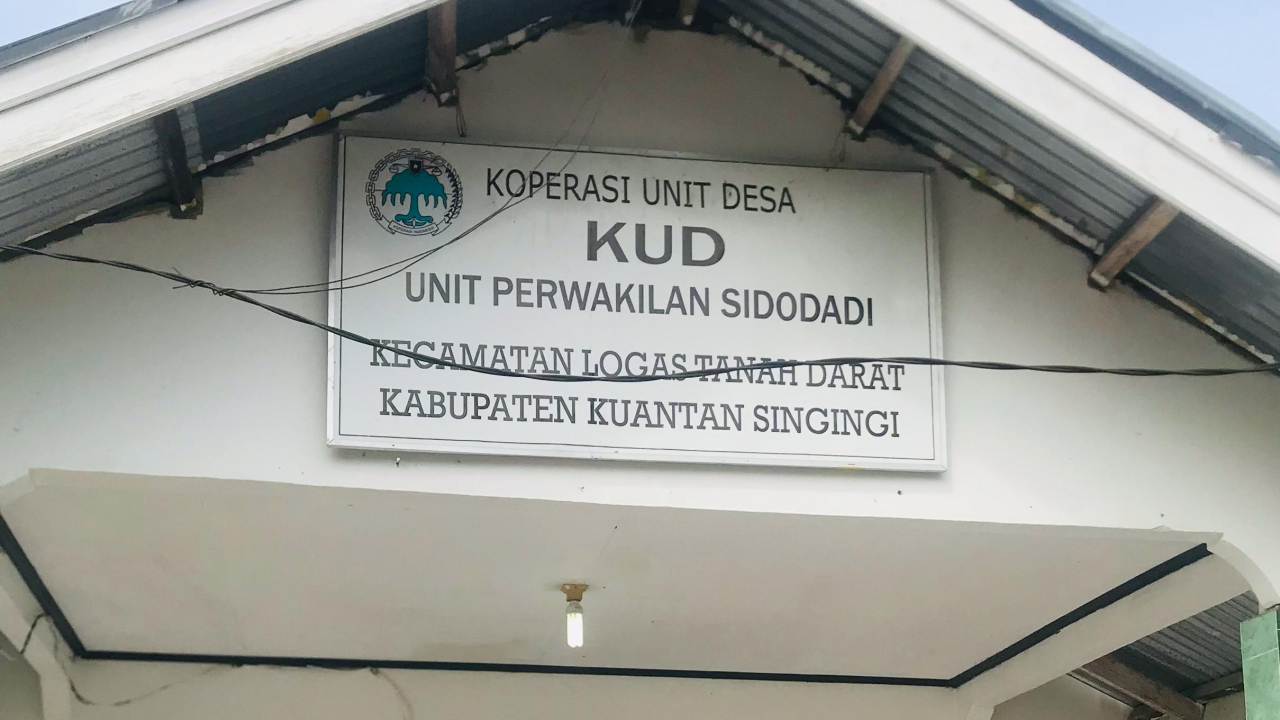 KOPERASI UNIT DESA
KUD
UNIT PERWAKILAN SIDODADI
KECAMATAN LOGAS TANAH DARAT
KABUPATEN KUANTAN SINGINGI